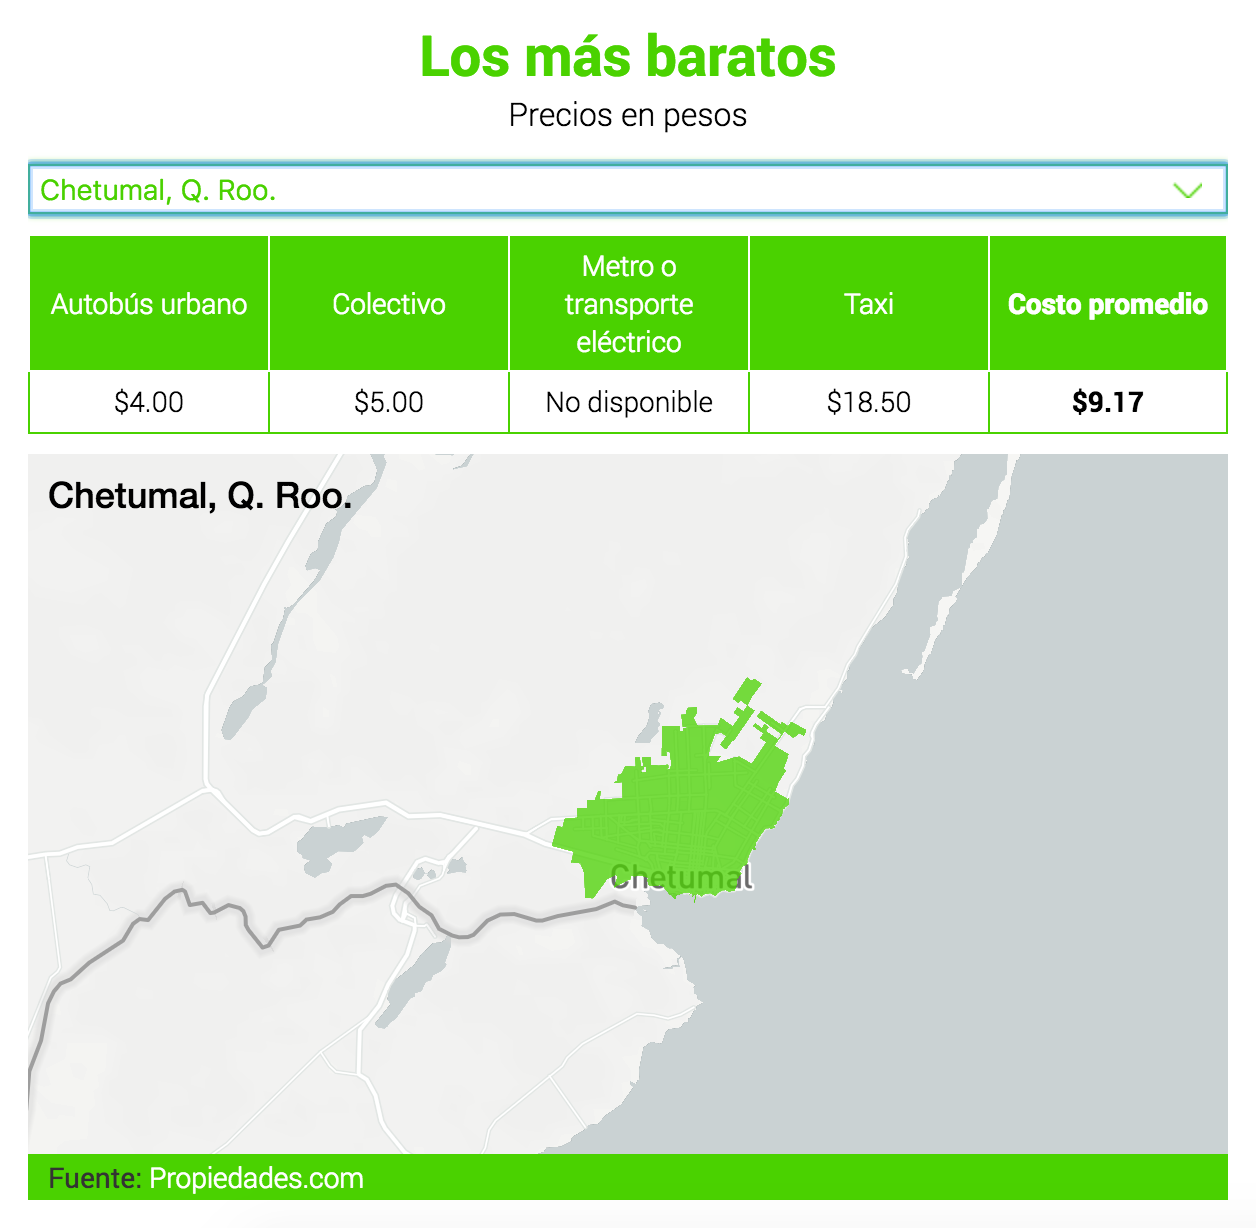 Los más baratos
Precios en pesos
Chetumal, Q. Roo.
Autobús urbano
Colectivo
Metro o
transporte
eléctrico
Taxi
Costo promedio
$4.00
$5.00
No disponible
$18.50
$9.17
Chetumal, Q. Roo.
Chetumal
Fuente: Propiedades.com